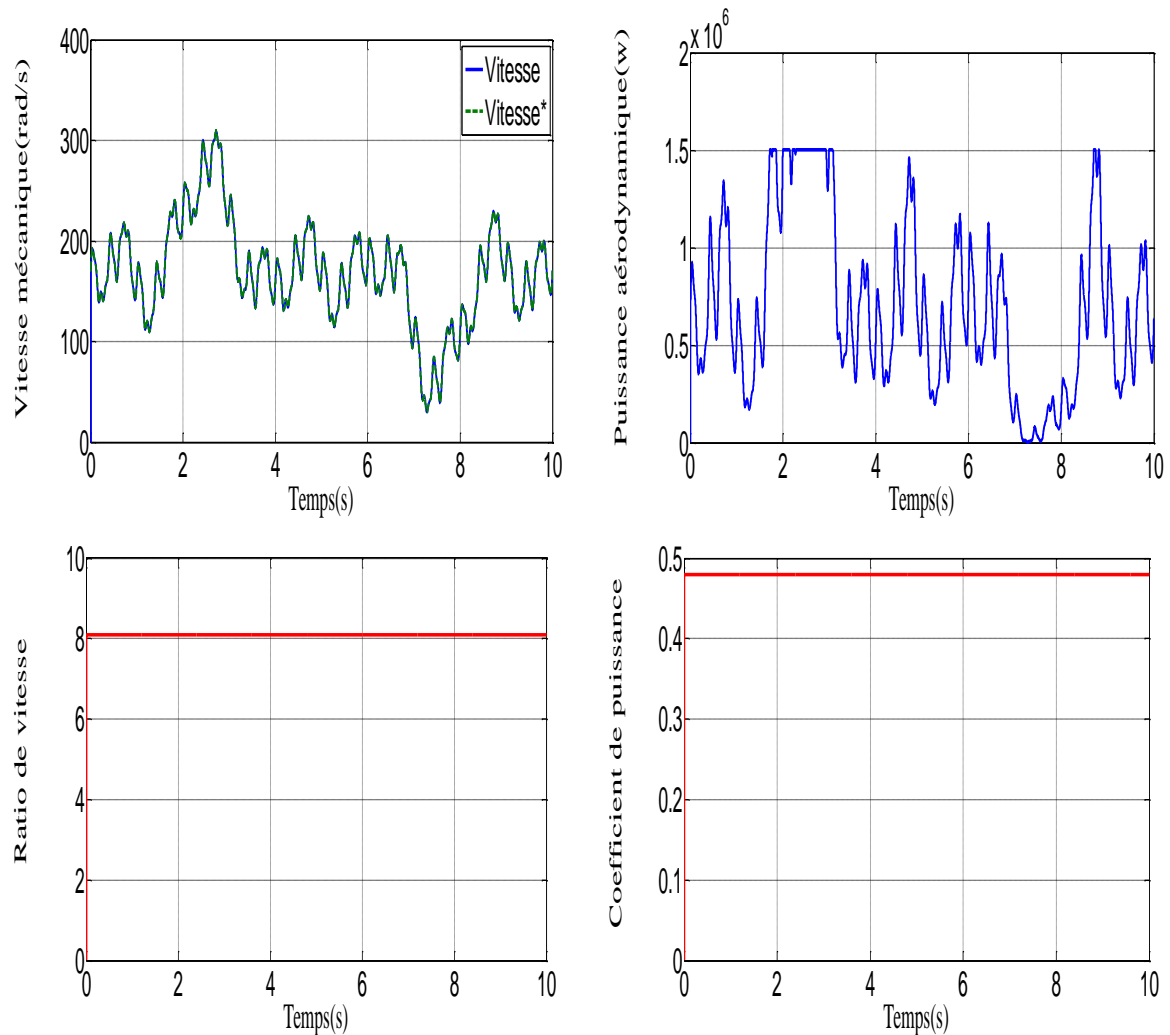 Vitesse mécanique(rad/s)
400
300
200
100
0
Vitesse
Vitesse*
0 2 4 6 8 10
Temps(s)
Puissance aérodynamique(w)
2 x 10^6
1.5
1
0.5
0
0 2 4 6 8 10
Temps(s)
Ratio de vitesse
10
8
6
4
2
0
0 2 4 6 8 10
Temps(s)
Coefficient de puissance
0.5
0.4
0.3
0.2
0.1
0
0 2 4 6 8 10
Temps(s)